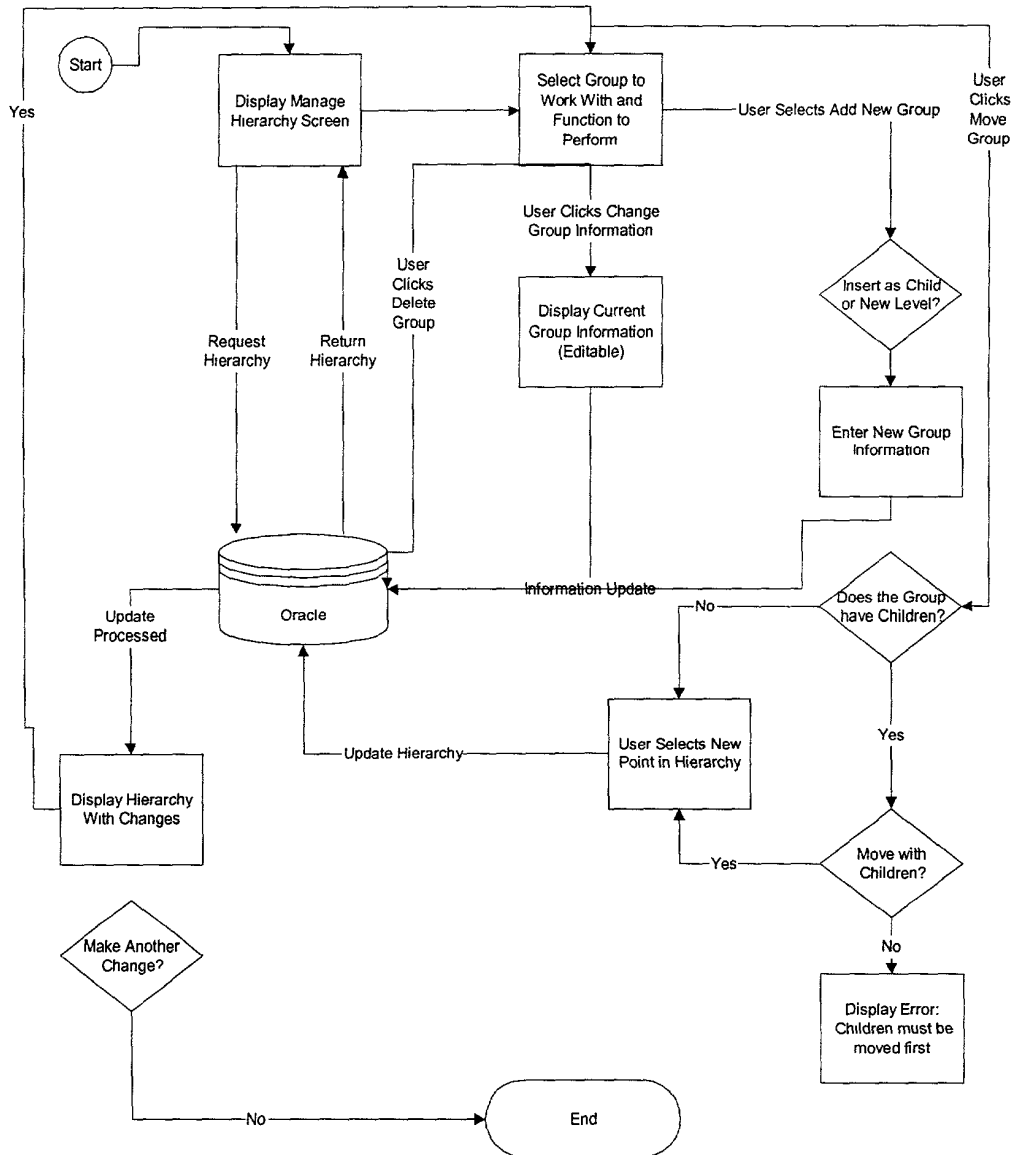 Start
Yes
Display Manage
Hierarchy Screen
Select Group to
Work With and
Function to
Perform
User Selects Add New Group
User
Clicks
Move
Group
User Clicks Change
Group Information
User
Clicks
Delete
Group
Insert as Child
or New Level?
Display Current
Group Information
(Editable)
Request
Hierarchy
Return
Hierarchy
Enter New Group
Information
Information Update
Oracle
Does the Group
have Children?
No
Update
Processed
Yes
User Selects New
Point in Hierarchy
Update Hierarchy
Display Hierarchy
With Changes
Move with
Children?
Yes
No
Make Another
Change?
Display Error:
Children must be
moved first
No
End